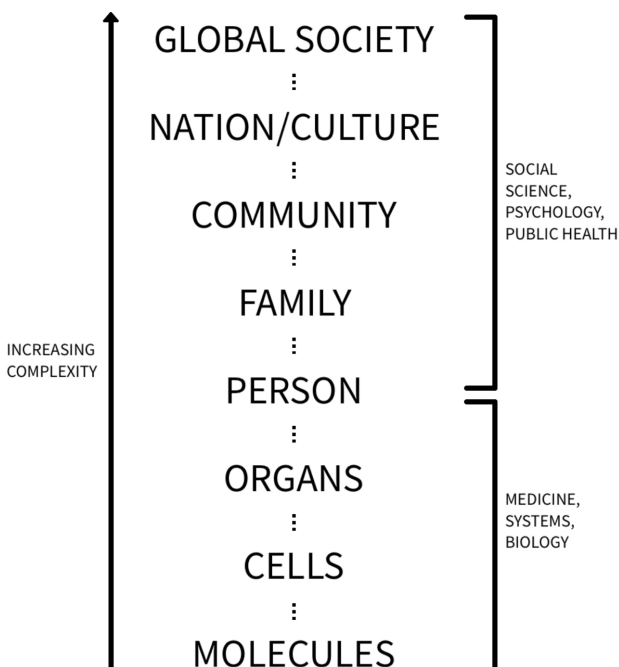 GLOBAL SOCIETY
NATION/CULTURE
COMMUNITY
FAMILY
PERSON
ORGANS
CELLS
MOLECULES
INCREASING
COMPLEXITY
SOCIAL
SCIENCE,
PSYCHOLOGY,
PUBLIC HEALTH
MEDICINE,
SYSTEMS,
BIOLOGY